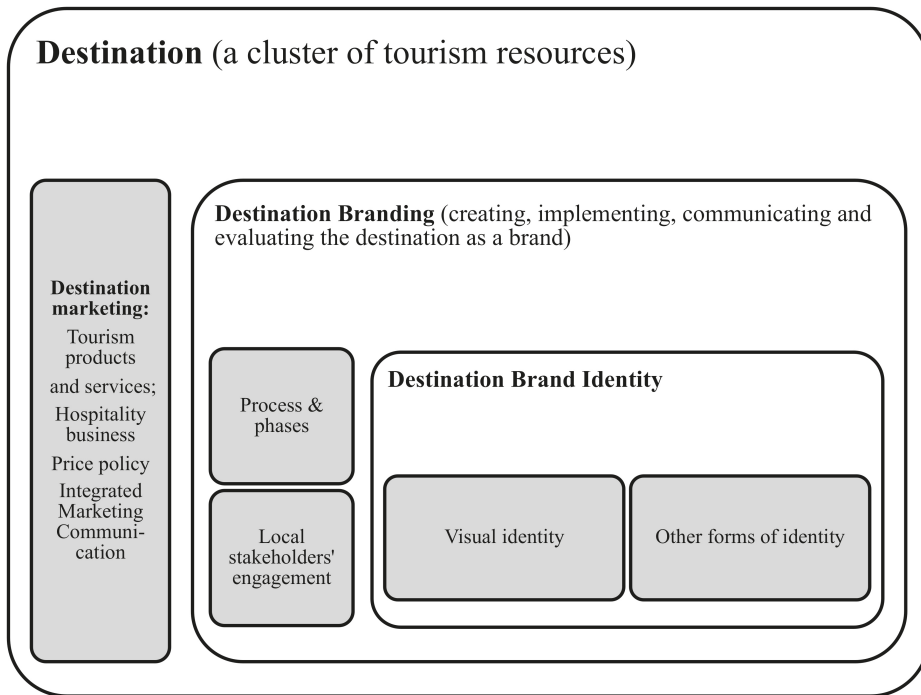 Destination (a cluster of tourism resources)
Destination
marketing:
Tourism
products
and services;
Hospitality
business
Price policy
Integrated
Marketing
Communi-
cation
Destination Branding (creating, implementing, communicating and
evaluating the destination as a brand)
Process &
phases
Local
stakeholders'
engagement
Destination Brand Identity
Visual identity
Other forms of identity